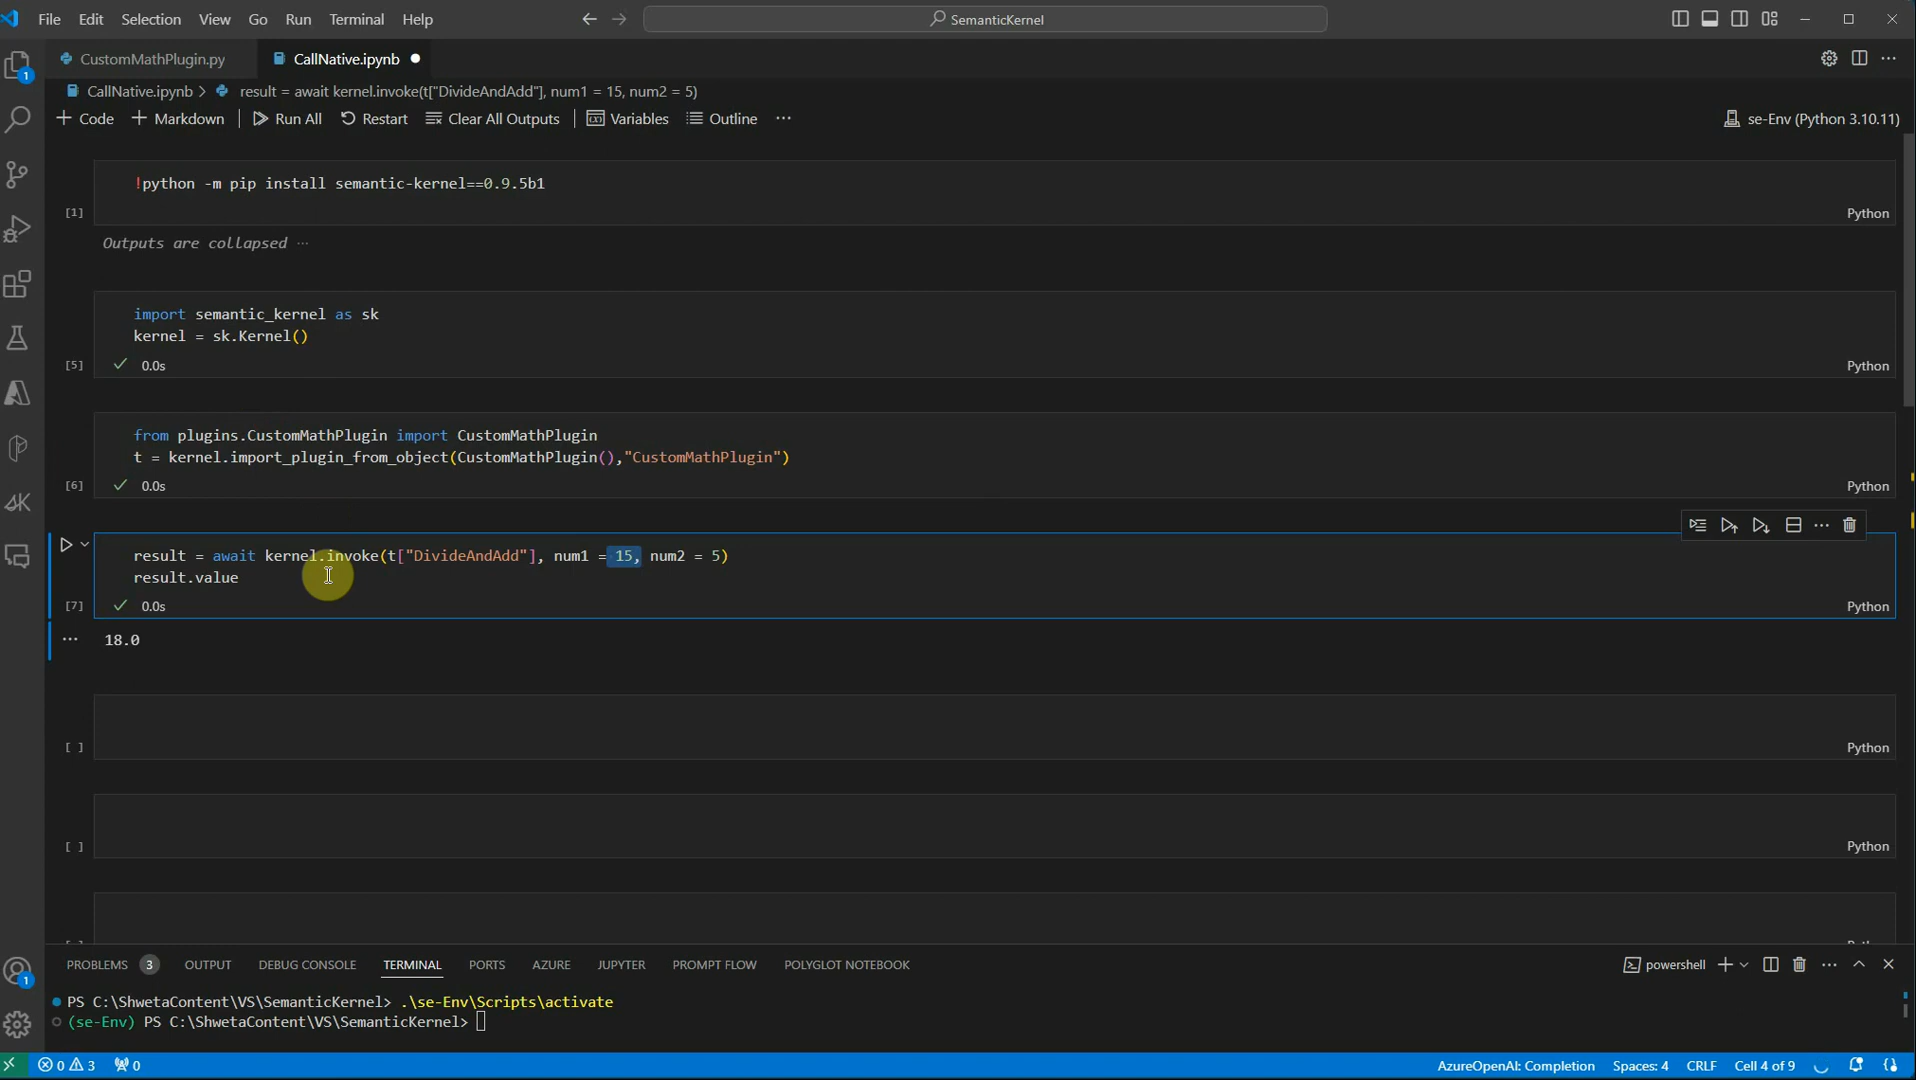 File Edit Selection View Go Run Terminal Help
SemanticKernel
CustomMathPlugin.py
CallNative.ipynb
CallNative.ipynb > result = await kernel.invoke(t["DivideAndAdd"], num1 = 15, num2 = 5)
+ Code + Markdown Run All Restart Clear All Outputs Variables Outline ...
se-Env (Python 3.10.11)
1
!python -m pip install semantic-kernel==0.9.5b1
[1]
Python
Outputs are collapsed ...
import semantic_kernel as sk
kernel = sk.Kernel()
[5] 0.0s
Python
from plugins.CustomMathPlugin import CustomMathPlugin
t = kernel.import_plugin_from_object(CustomMathPlugin(),"CustomMathPlugin")
[6] 0.0s
Python
result = await kernel.invoke(t["DivideAndAdd"], num1 = 15, num2 = 5)
result.value
[7] 0.0s
Python
... 18.0
[ ]
Python
[ ]
Python
PROBLEMS 3 OUTPUT DEBUG CONSOLE TERMINAL PORTS AZURE JUPYTER PROMPT FLOW POLYGLOT NOTEBOOK
powershell
PS C:\ShwetaContent\VS\SemanticKernel> .\se-Env\Scripts\activate
(se-Env) PS C:\ShwetaContent\VS\SemanticKernel>
1
0 3 0
AzureOpenAI: Completion Spaces: 4 CRLF Cell 4 of 9